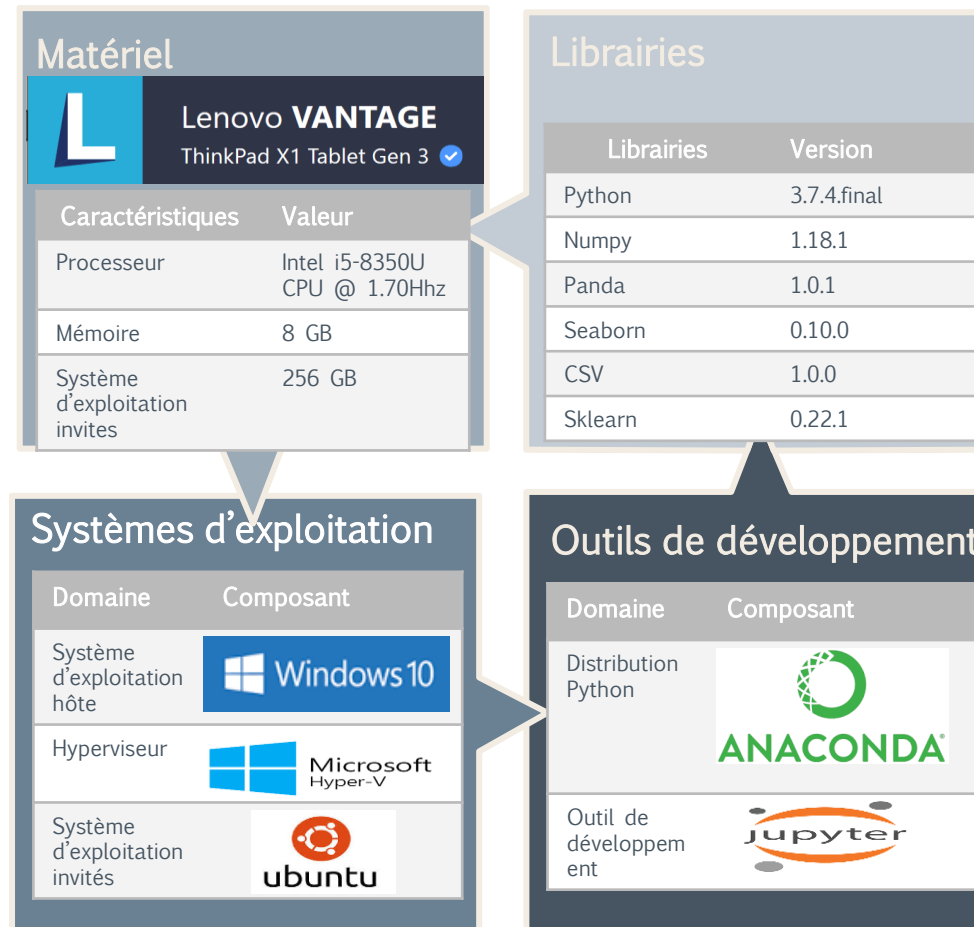 Matériel
Lenovo VANTAGE
ThinkPad X1 Tablet Gen 3
Caractéristiques Valeur
Processeur Intel i5-8350U
CPU @ 1.70Hhz
Mémoire 8 GB
Système 256 GB
d'exploitation
invites
Librairies
Librairies Version
Python 3.7.4.final
Numpy 1.18.1
Panda 1.0.1
Seaborn 0.10.0
CSV 1.0.0
Sklearn 0.22.1
Systèmes d'exploitation
Domaine Composant
Système
d'exploitation
hôte
Windows 10
Hyperviseur
Microsoft
Hyper-V
Système
d'exploitation
invités
ubuntu
Outils de développement
Domaine Composant
Distribution
Python
ANACONDA
Outil de
développem
ent
jupyter